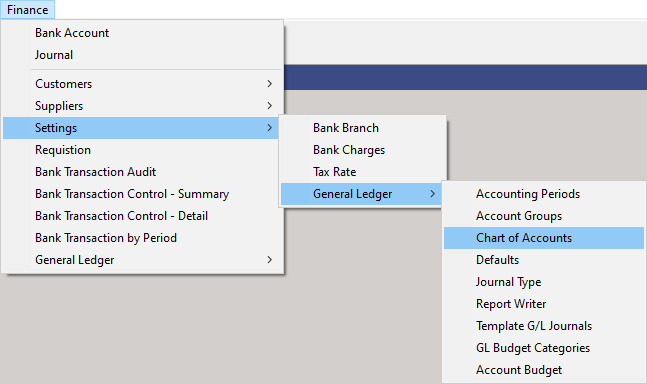 Finance
Bank Account
Journal
Customers
Suppliers
Settings
Requistion
Bank Transaction Audit
Bank Transaction Control - Summary
Bank Transaction Control - Detail
Bank Transaction by Period
General Ledger
Bank Branch
Bank Charges
Tax Rate
General Ledger
Accounting Periods
Account Groups
Chart of Accounts
Defaults
Journal Type
Report Writer
Template G/L Journals
GL Budget Categories
Account Budget